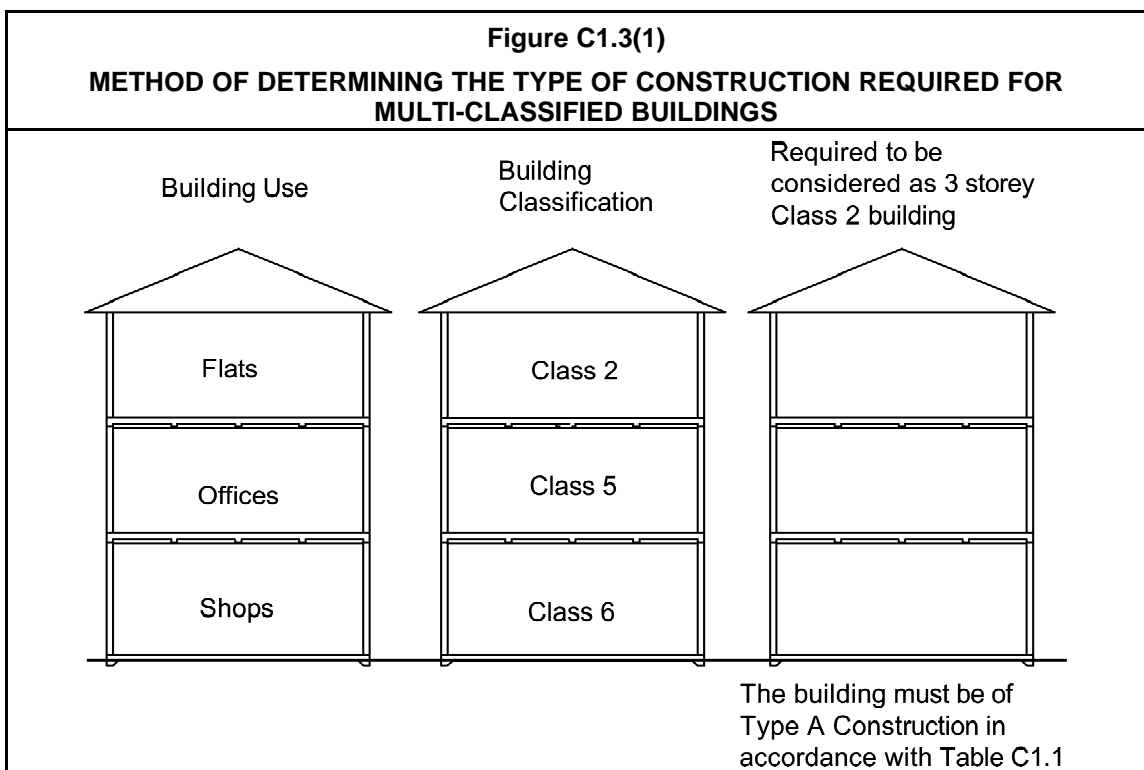 Figure C1.3(1)
METHOD OF DETERMINING THE TYPE OF CONSTRUCTION REQUIRED FOR
MULTI-CLASSIFIED BUILDINGS
Building Use
Building
Classification
Required to be
considered as 3 storey
Class 2 building
Flats
Class 2
Offices
Class 5
Shops
Class 6
The building must be of
Type A Construction in
accordance with Table C1.1